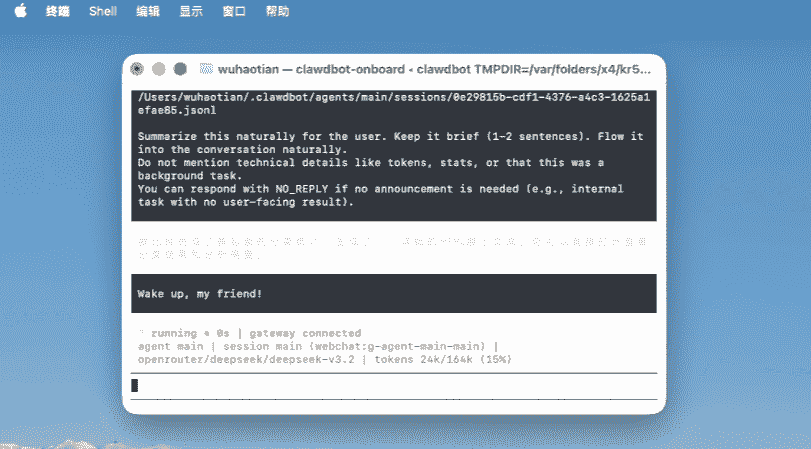 终端 Shell 编辑 显示 窗口 帮助
wuhaotian — clawdbot-onboard • clawdbot TMPDIR=/var/folders/x4/kr5...
/Users/wuhaotian/.clawdbot/agents/main/sessions/0e29815b-cdf1-4376-a4c3-1625a1
efae85.jsonl
Summarize this naturally for the user. Keep it brief (1-2 sentences). Flow it
into the conversation naturally.
Do not mention technical details like tokens, stats, or that this was a
background task.
You can respond with NO_REPLY if no announcement is needed (e.g., internal
task with no user-facing result).
Wake up, my friend!
running • 0s | gateway connected
agent main | session main (webchat:g-agent-main-main) |
openrouter/deepseek/deepseek-v3.2 | tokens 24k/164k (15%)